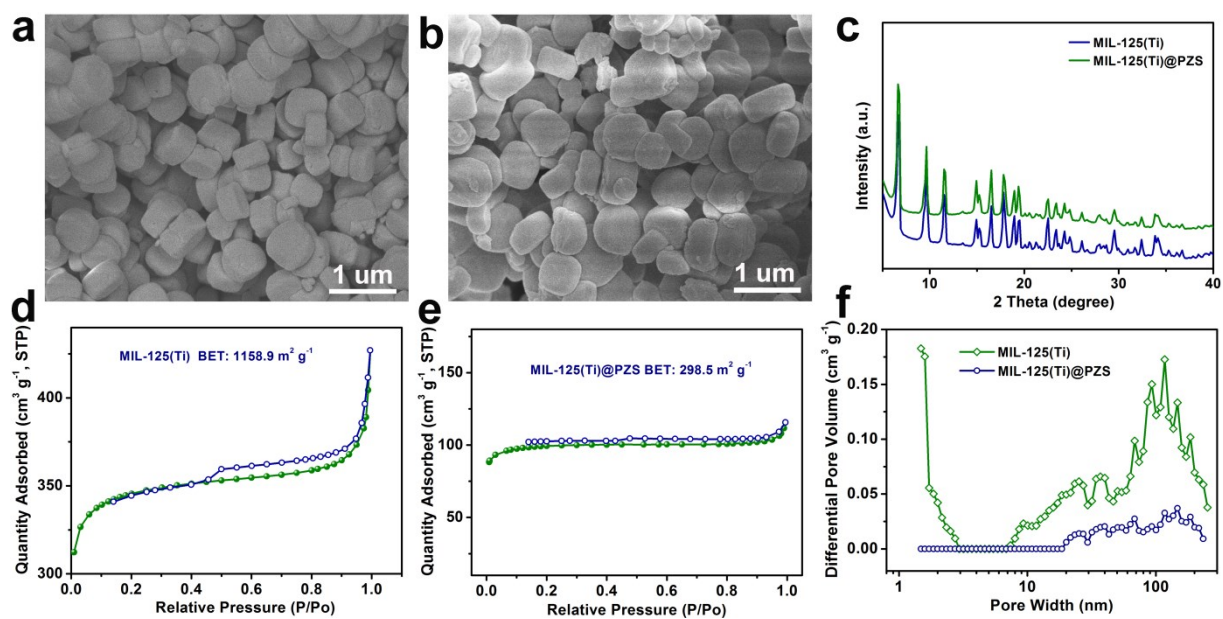 a
1 um
b
1 um
c
MIL-125(Ti)
MIL-125(Ti)@PZS
Intensity (a.u.)
10 20 30 40
2 Theta (degree)
d
MIL-125(Ti) BET: 1158.9 m² g⁻¹
Quantity Adsorbed (cm³ g⁻¹, STP)
400
350
300
0.0 0.2 0.4 0.6 0.8 1.0
Relative Pressure (P/Po)
e
MIL-125(Ti)@PZS BET: 298.5 m² g⁻¹
Quantity Adsorbed (cm³ g⁻¹, STP)
150
100
50
0.0 0.2 0.4 0.6 0.8 1.0
Relative Pressure (P/Po)
f
MIL-125(Ti)
MIL-125(Ti)@PZS
Differential Pore Volume (cm³ g⁻¹)
0.20
0.15
0.10
0.05
0.00
1 10 100
Pore Width (nm)